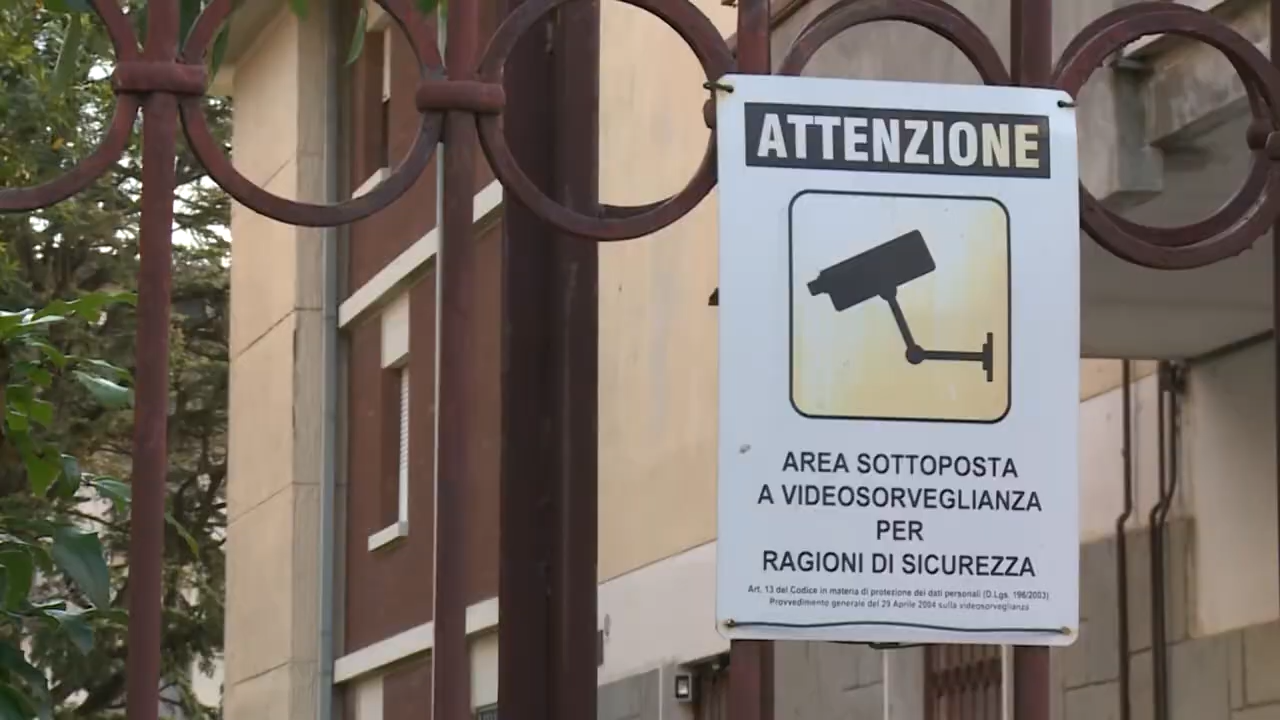 ATTENZIONE
AREA SOTTOPOSTA
A VIDEOSORVEGLIANZA
PER
RAGIONI DI SICUREZZA
Art. 13 del Codice in materia di protezione dei dati personali (D.Lgs. 196/2003)
Provvedimento generale del 29 Aprile 2004 sulla videosorveglianza